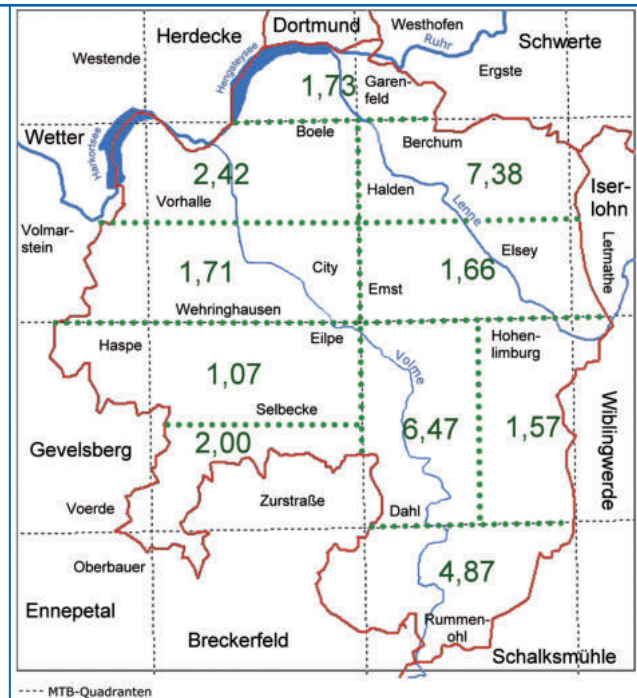 Herdecke
Dortmund
Westhofen
Ruhr
Schwerte
Westende
Hengsteysee
Ergste
1,73
Garen-
feld
Wetter
Harkortsee
Boele
Berchum
2,42
7,38
Iser-
lohn
Vorhalle
Halden
Lenne
Volmar-
stein
Elsey
Letmathe
1,71
City
1,66
Emst
Wehringhausen
Haspe
Eilpe
Volme
Hohen-
limburg
1,07
Selbecke
6,47
1,57
Wiblingwerde
Gevelsberg
2,00
Voerde
Zurstraße
Dahl
Oberbauer
4,87
Ennepetal
Rummen-
ohl
Breckerfeld
Schalksmühle
---- MTB-Quadranten